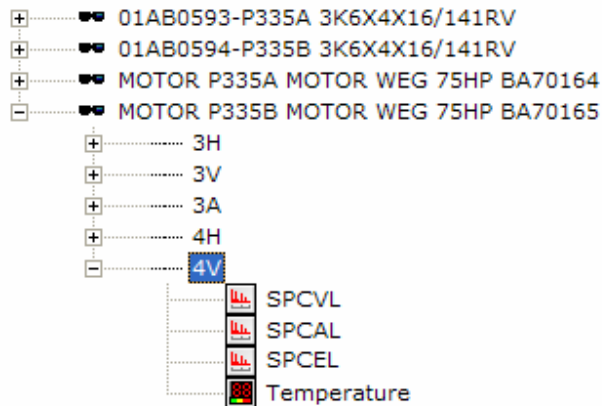 01AB0593-P335A 3K6X4X16/141RV
01AB0594-P335B 3K6X4X16/141RV
MOTOR P335A MOTOR WEG 75HP BA70164
MOTOR P335B MOTOR WEG 75HP BA70165
3H
3V
3A
4H
4V
SPCVL
SPCAL
SPCEL
Temperature